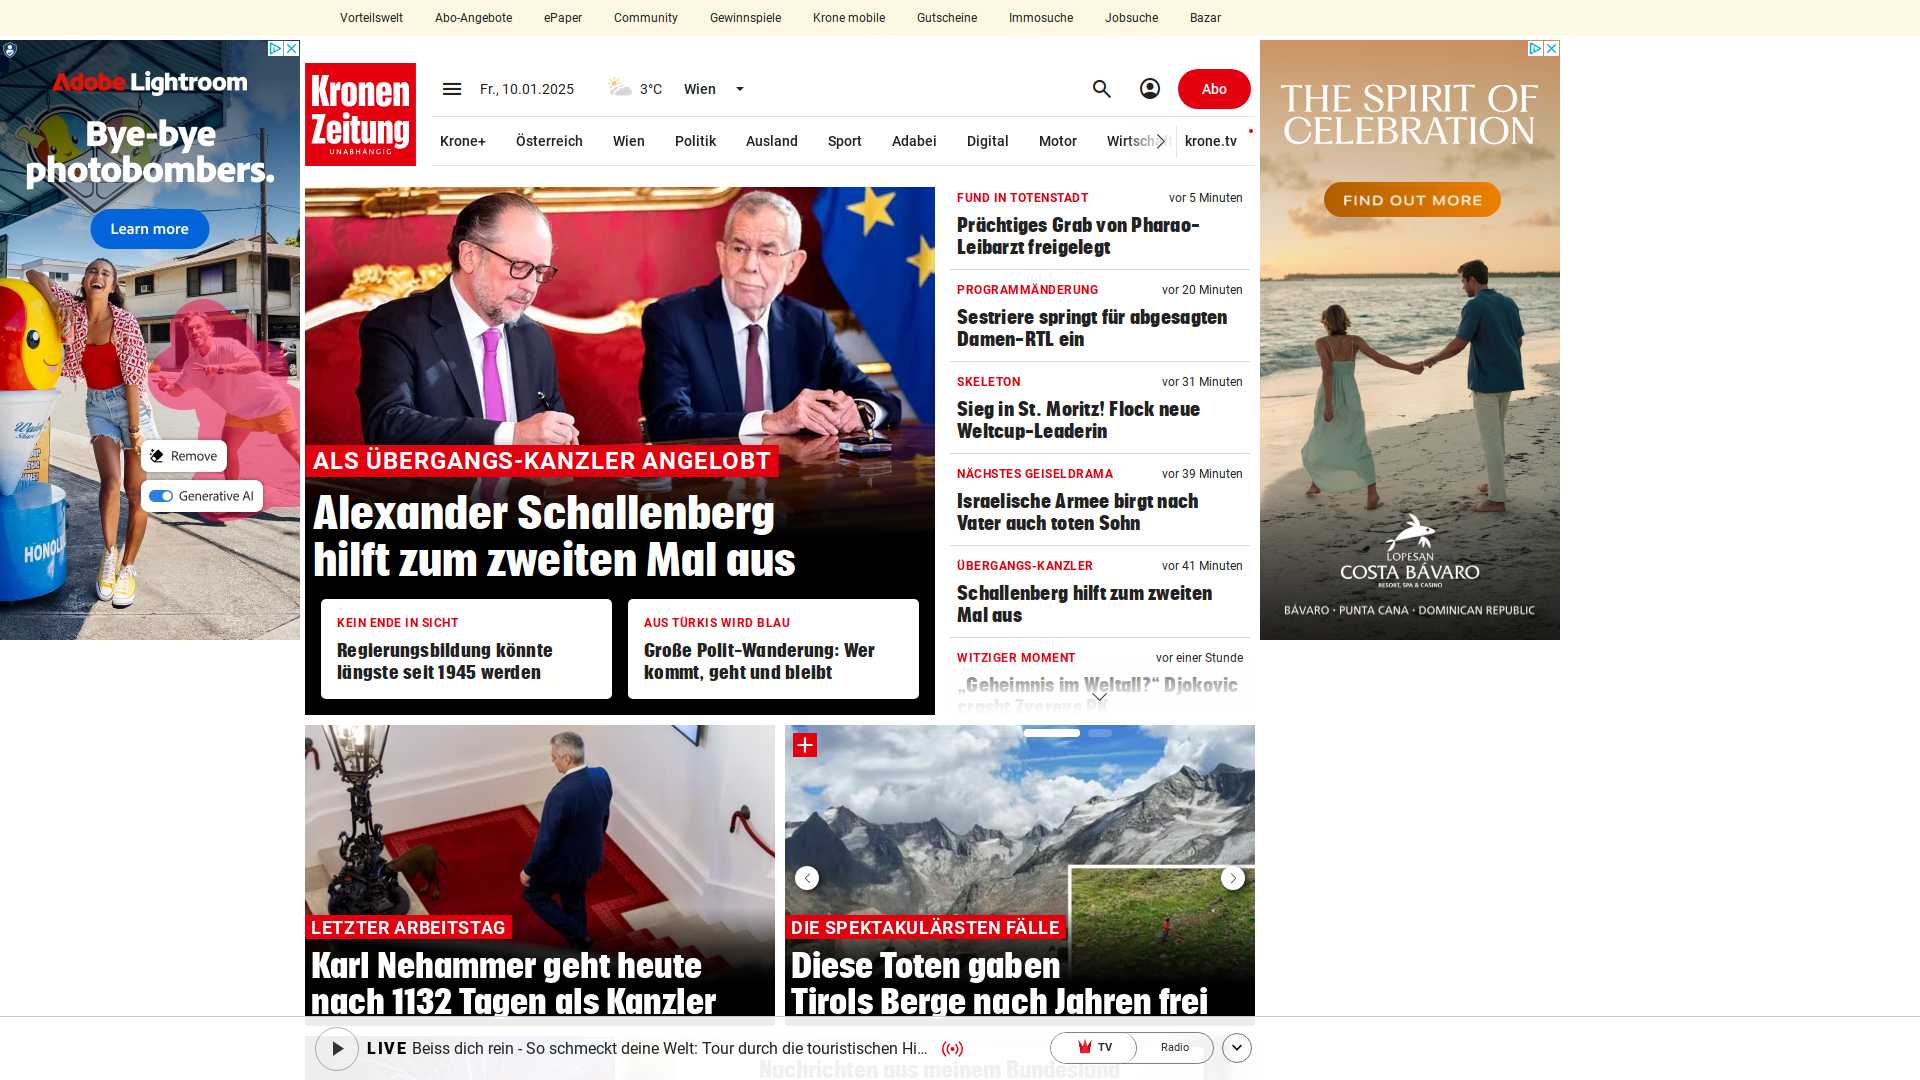 Vorteilswelt
Abo-Angebote
ePaper
Community
Gewinnspiele
Krone mobile
Gutscheine
Immosuche
Jobsuche
Bazar
Adobe Lightroom
Bye-bye
photobombers.
Learn more
Remove
Generative AI
HONOL
Kronen
Zeitung
UNABHÄNGIG
Fr., 10.01.2025
3°C
Wien
Abo
Krone+
Österreich
Wien
Politik
Ausland
Sport
Adabei
Digital
Motor
Wirtschaft
krone.tv
ALS ÜBERGANGS-KANZLER ANGELOBT
Alexander Schallenberg
hilft zum zweiten Mal aus
KEIN ENDE IN SICHT
Regierungsbildung könnte
längste seit 1945 werden
AUS TÜRKIS WIRD BLAU
Große Polit-Wanderung: Wer
kommt, geht und bleibt
FUND IN TOTENSTADT
vor 5 Minuten
Prächtiges Grab von Pharao-
Leibarzt freigelegt
PROGRAMMÄNDERUNG
vor 20 Minuten
Sestriere springt für abgesagten
Damen-RTL ein
SKELETON
vor 31 Minuten
Sieg in St. Moritz! Flock neue
Weltcup-Leaderin
NÄCHSTES GEISELDRAMA
vor 39 Minuten
Israelische Armee birgt nach
Vater auch toten Sohn
ÜBERGANGS-KANZLER
vor 41 Minuten
Schallenberg hilft zum zweiten
Mal aus
WITZIGER MOMENT
vor einer Stunde
„Geheimnis im Weltall?“ Djokovic
crasht Zverevs PK
THE SPIRIT OF
CELEBRATION
FIND OUT MORE
LOPESAN
COSTA BÁVARO
RESORT, SPA & CASINO
BÁVARO · PUNTA CANA · DOMINICAN REPUBLIC
LETZTER ARBEITSTAG
Karl Nehammer geht heute
nach 1132 Tagen als Kanzler
DIE SPEKTAKULÄRSTEN FÄLLE
Diese Toten gaben
Tirols Berge nach Jahren frei
LIVE Beiss dich rein - So schmeckt deine Welt: Tour durch die touristischen Hi...
TV
Radio
Nachrichten aus meinem Bundesland